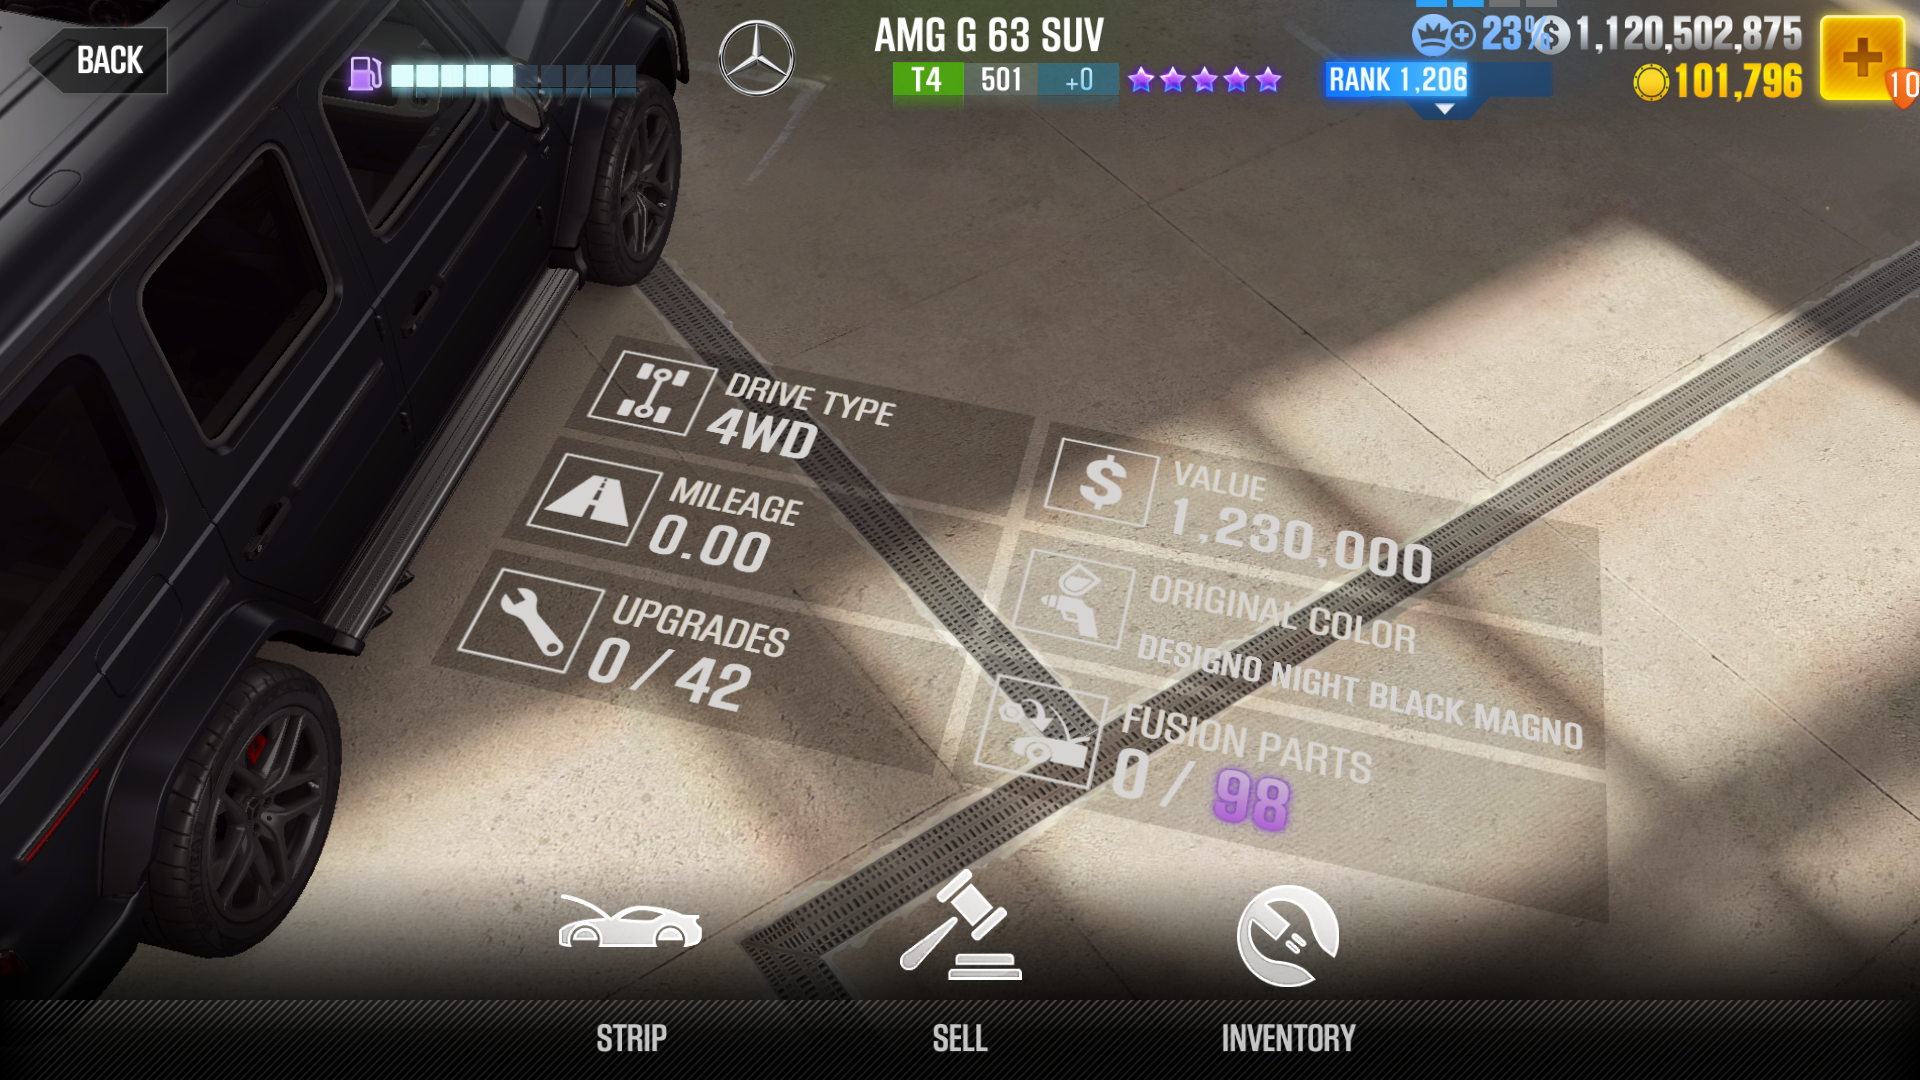 BACK
AMG G 63 SUV
T4 501 +0
RANK 1,206
23%
$ 1,120,502,875
101,796
10
DRIVE TYPE
4WD
MILEAGE
0.00
UPGRADES
0/42
$ VALUE
1,230,000
ORIGINAL COLOR
DESIGNO NIGHT BLACK MAGNO
FUSION PARTS
0/ 98
STRIP
SELL
INVENTORY